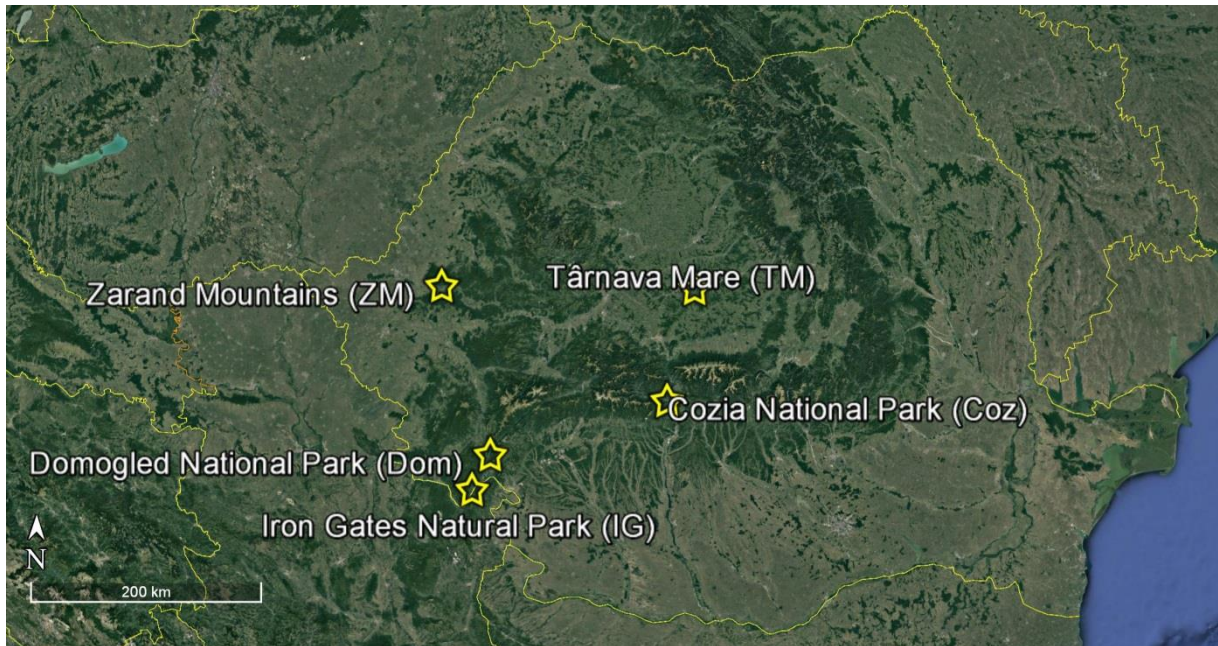 Târnava Mare (TM)
Zarand Mountains (ZM)
Cozia National Park (Coz)
Domogled National Park (Dom)
Iron Gates Natural Park (IG)
N
200 km